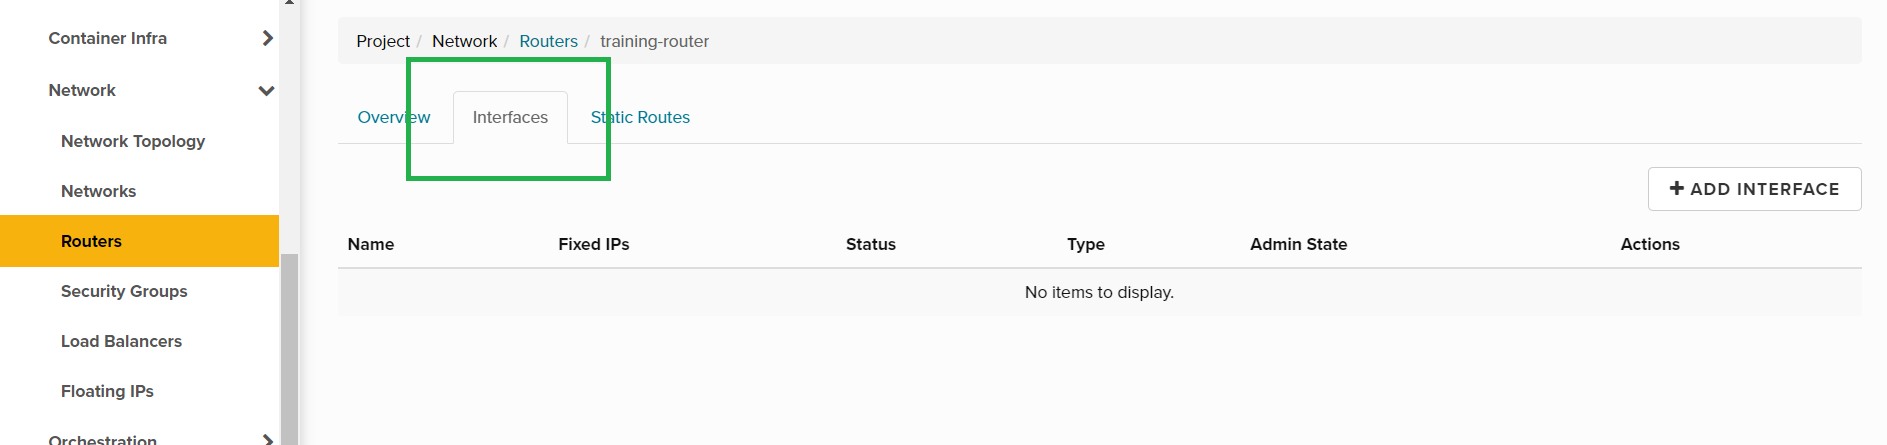 Container Infra
Network
Network Topology
Networks
Routers
Security Groups
Load Balancers
Floating IPs
Orchestration
Project / Network / Routers / training-router
Overview Interfaces Static Routes
+ ADD INTERFACE
Name Fixed IPs Status Type Admin State Actions
No items to display.